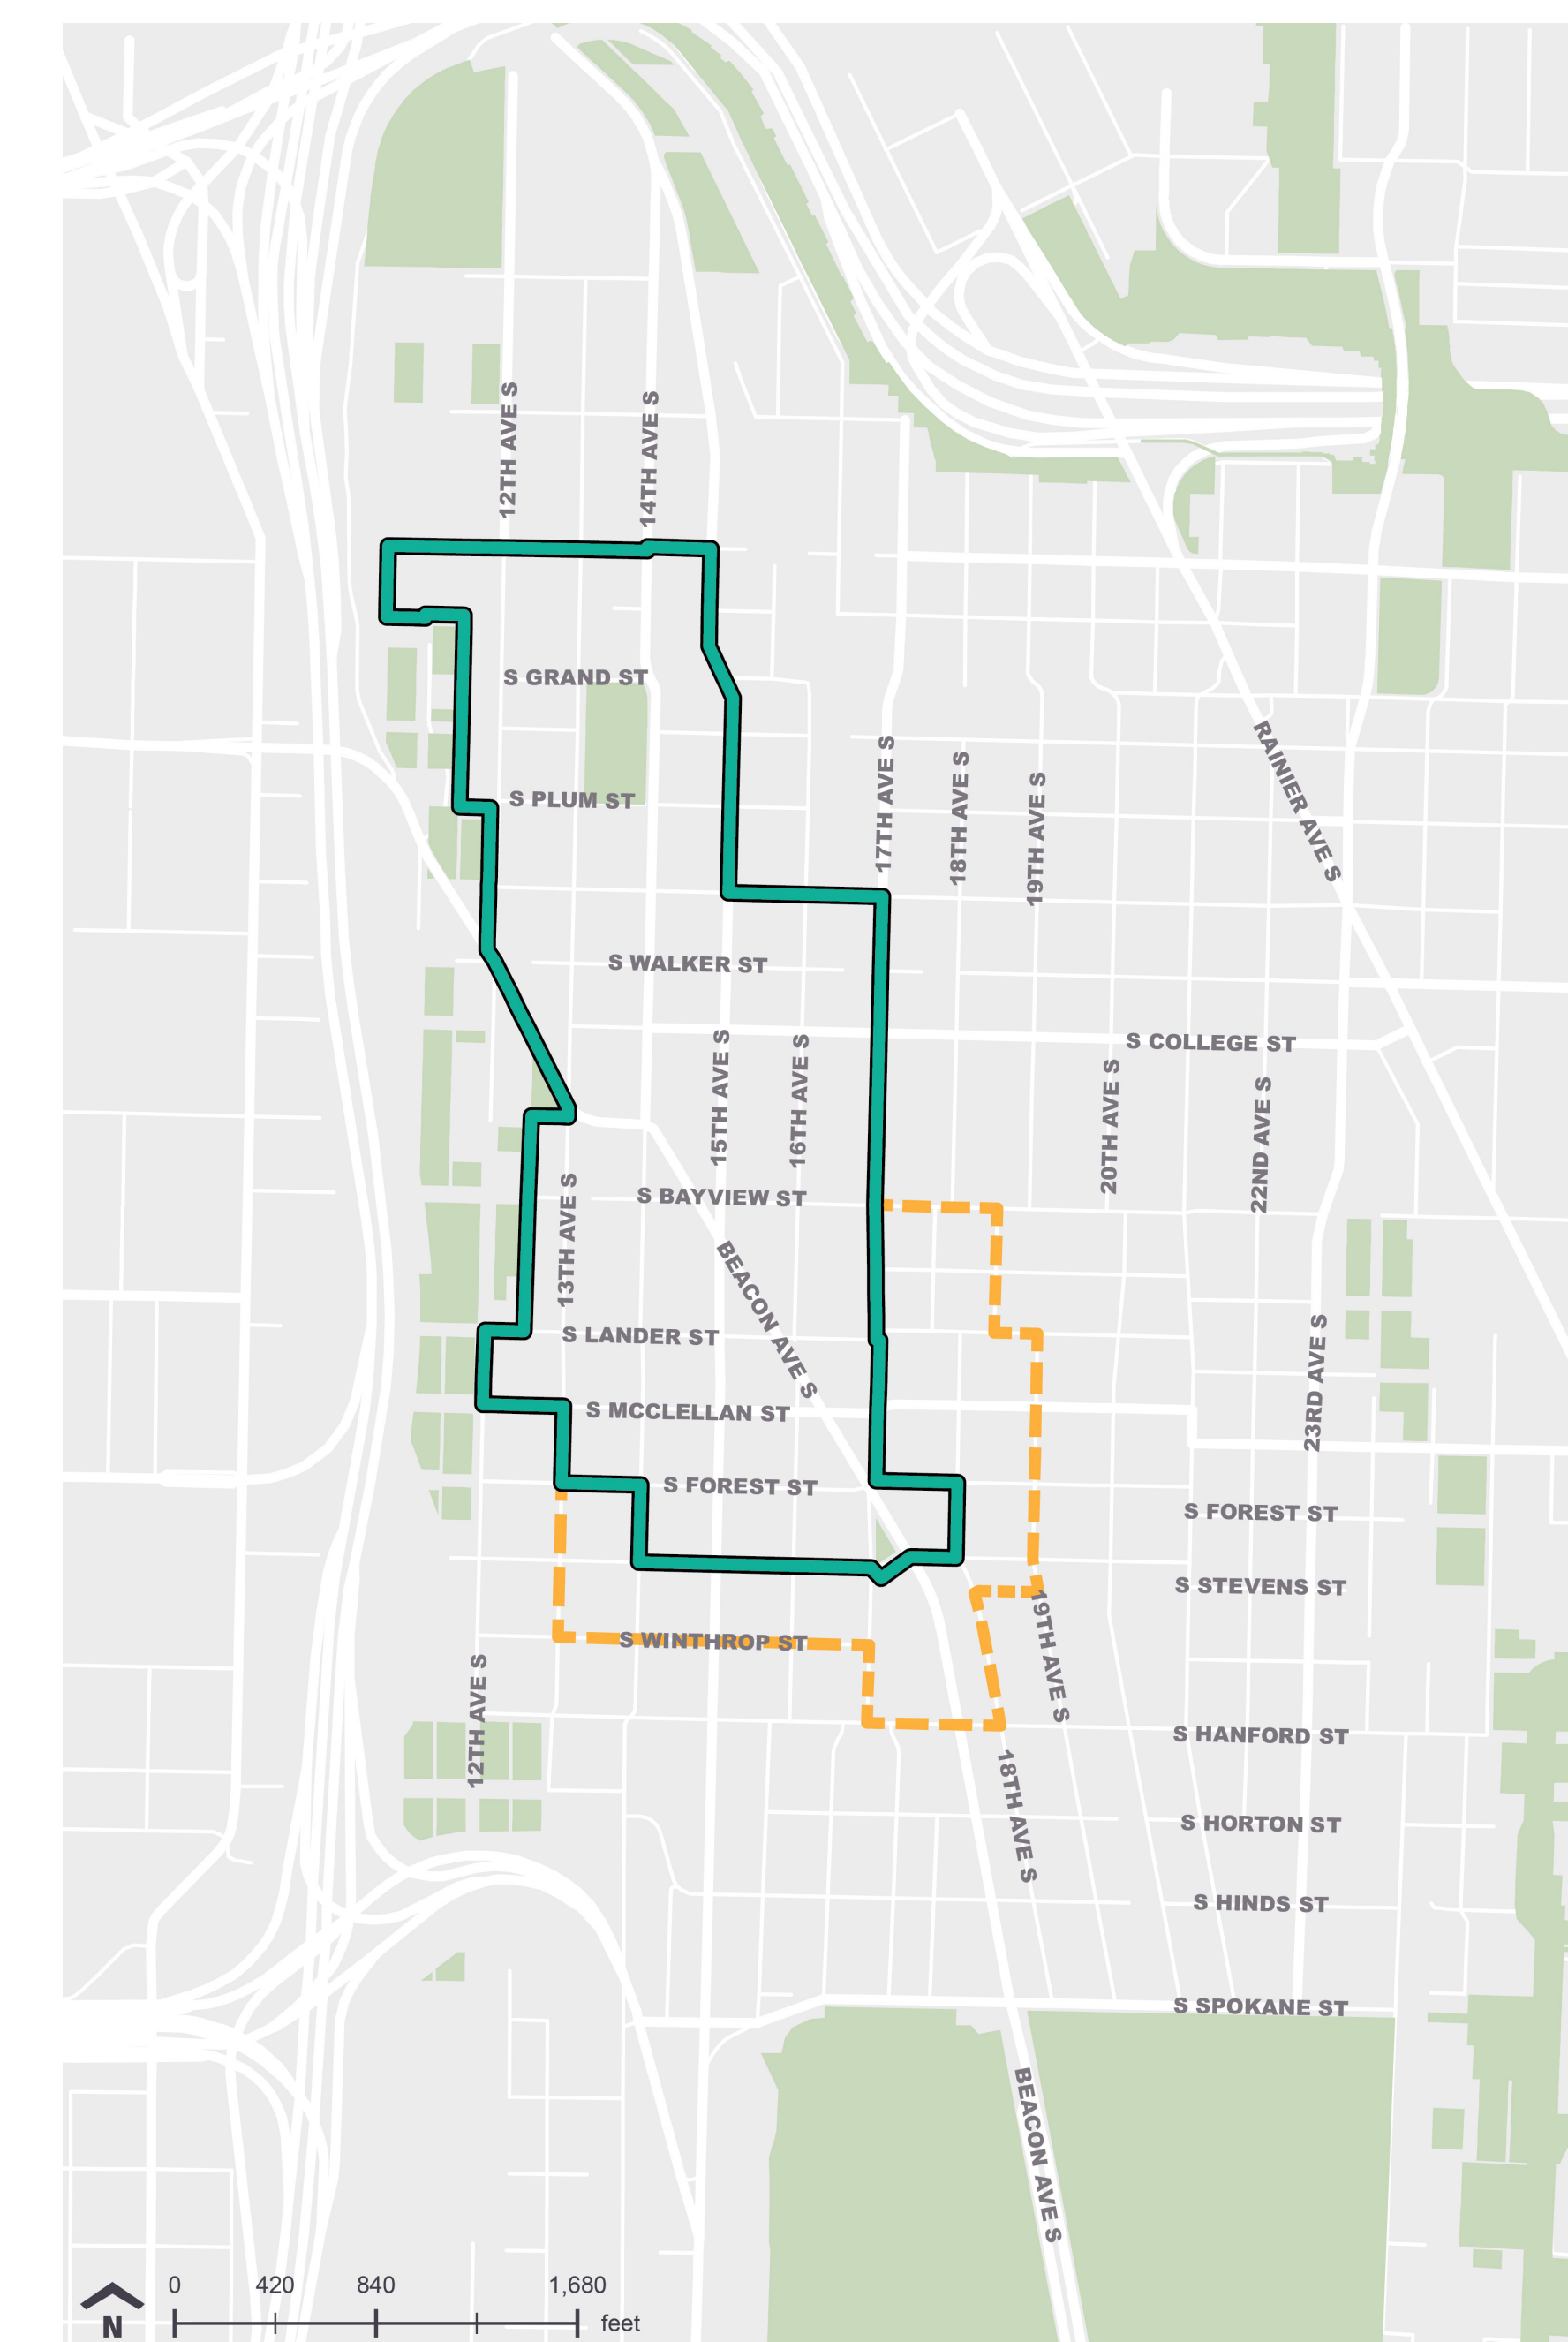 12TH AVE S
14TH AVE S
S GRAND ST
17TH AVE S
18TH AVE S
19TH AVE S
RAINIER AVE S
S PLUM ST
S WALKER ST
S COLLEGE ST
15TH AVE S
16TH AVE S
20TH AVE S
22ND AVE S
13TH AVE S
S BAYVIEW ST
BEACON AVE S
S LANDER ST
23RD AVE S
S MCCLELLAN ST
S FOREST ST
S FOREST ST
S STEVENS ST
19TH AVE S
S WINTHROP ST
12TH AVE S
S HANFORD ST
18TH AVE S
S HORTON ST
S HINDS ST
S SPOKANE ST
BEACON AVE S
0 420 840 1,680
feet
N